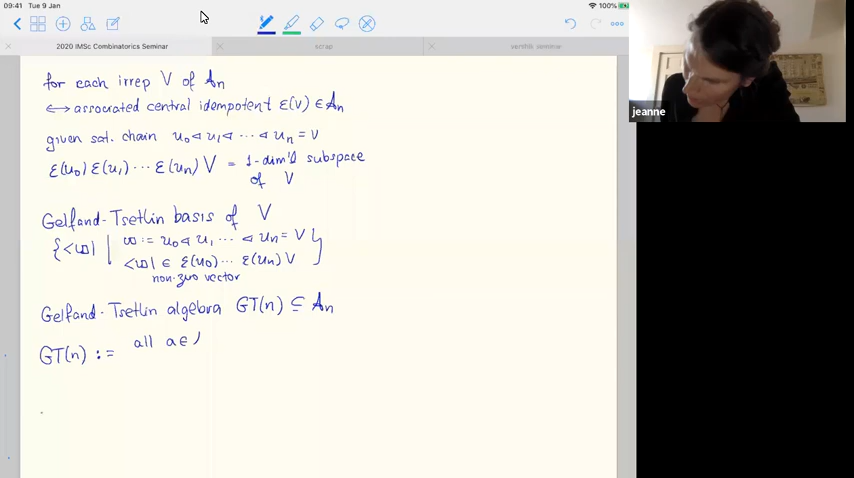 09:41 Tue 9 Jan
100%
2020 IMSc Combinatorics Seminar
scrap
jeanne
for each irrep V of An
⟷ associated central idempotent ε(v) ∈ An
given sat. chain u0 ◁ u1 ◁ ⋯ ◁ un = V
ε(u0) ε(u1) ⋯ ε(un) V = 1-dim'l subspace
of V
Gelfand-Tsetlin basis of V
{<ω| | ω := u0 ◁ u1 ⋯ ◁ un = V
<ω| ∈ ε(u0) ⋯ ε(un) V }
non-zero vector
Gelfand-Tsetlin algebra GT(n) ⊆ An
GT(n) := all a ∈